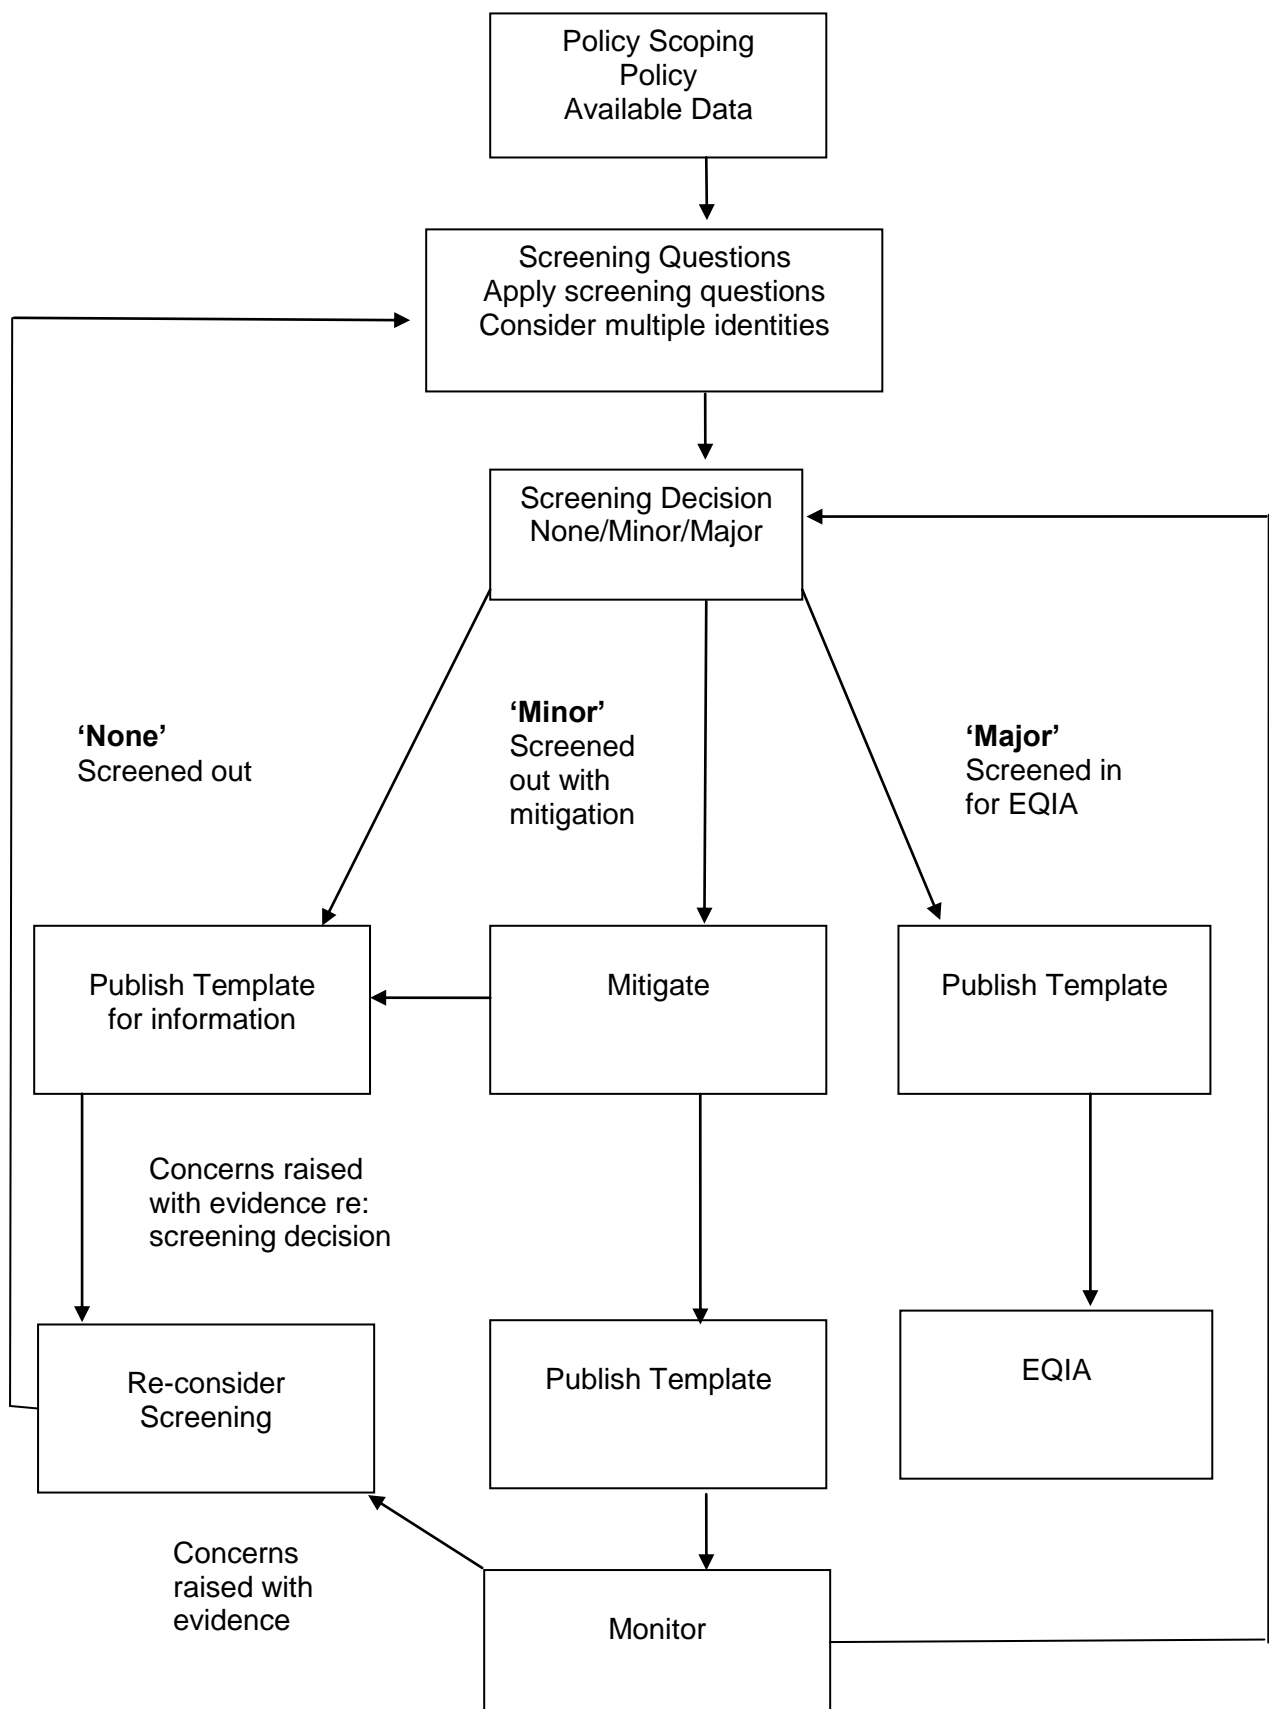 Policy Scoping
Policy
Available Data
Screening Questions
Apply screening questions
Consider multiple identities
Screening Decision
None/Minor/Major
‘None’
Screened out
‘Minor’
Screened
out with
mitigation
‘Major’
Screened in
for EQIA
Publish Template
for information
Mitigate
Publish Template
Concerns raised
with evidence re:
screening decision
Re-consider
Screening
Publish Template
EQIA
Concerns
raised with
evidence
Monitor